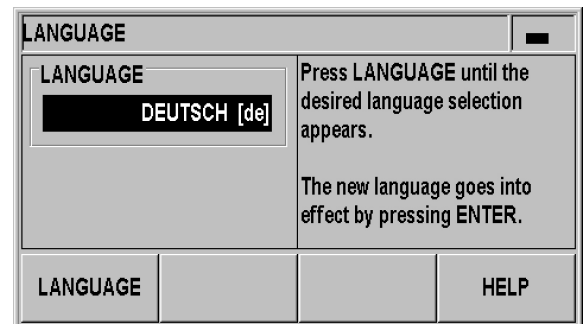 LANGUAGE
LANGUAGE
DEUTSCH [de]
Press LANGUAGE until the
desired language selection
appears.
The new language goes into
effect by pressing ENTER.
LANGUAGE
HELP